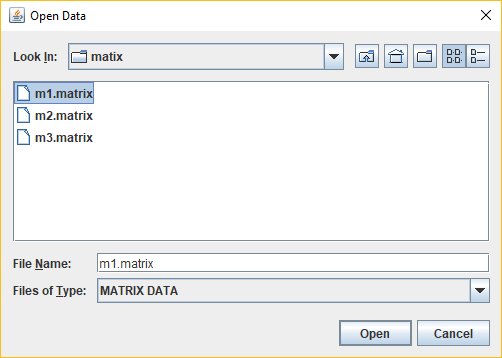 Open Data
Look In: matix
m1.matrix
m2.matrix
m3.matrix
File Name: m1.matrix
Files of Type: MATRIX DATA
Open Cancel